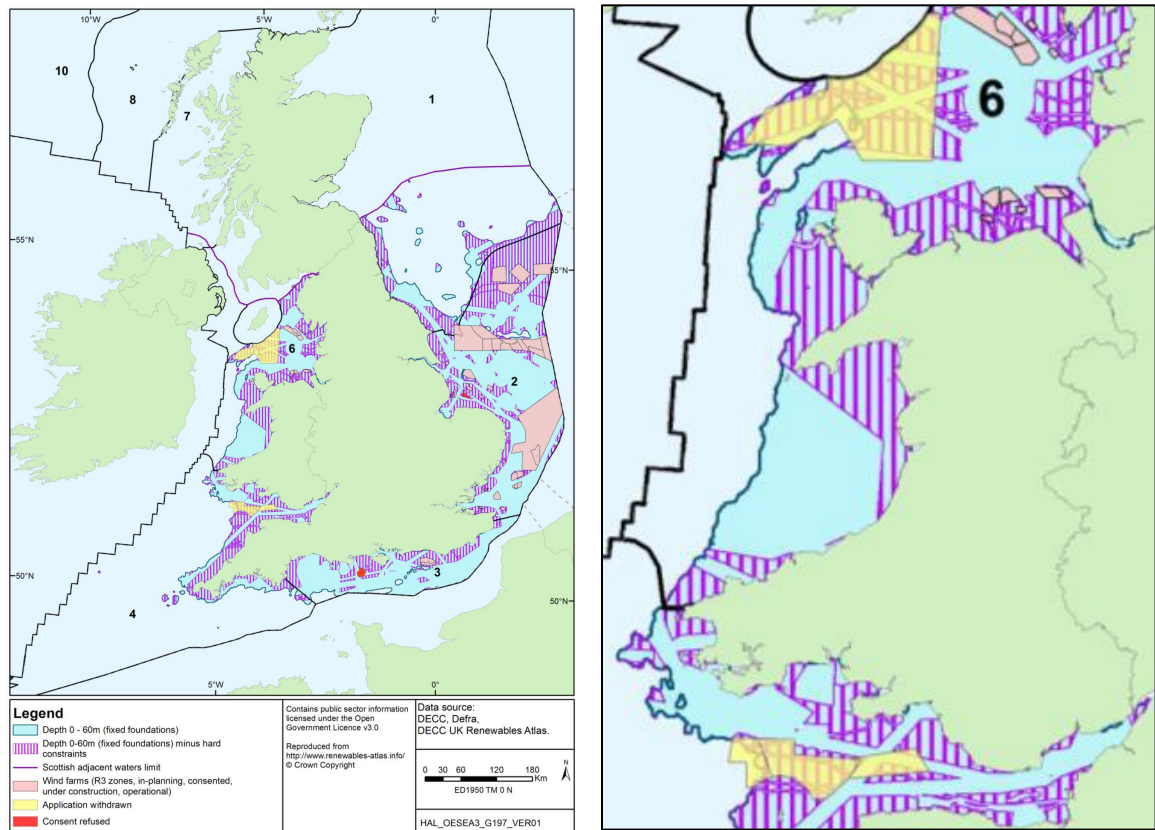 10°W
5°W
0°
10
8
7
1
55°N
55°N
6
2
50°N
3
50°N
4
5°W
0°
Legend
Depth 0 - 60m (fixed foundations)
Depth 0-60m (fixed foundations) minus hard
constraints
Scottish adjacent waters limit
Wind farms (R3 zones, in-planning, consented,
under construction, operational)
Application withdrawn
Consent refused
Contains public sector information
licensed under the Open
Government Licence v3.0
Reproduced from
http://www.renewables-atlas.info/
© Crown Copyright
Data source:
DECC, Defra,
DECC UK Renewables Atlas.
0 30 60 120 180
Km
N
ED1950 TM 0 N
HAL_OESEA3_G197_VER01
6